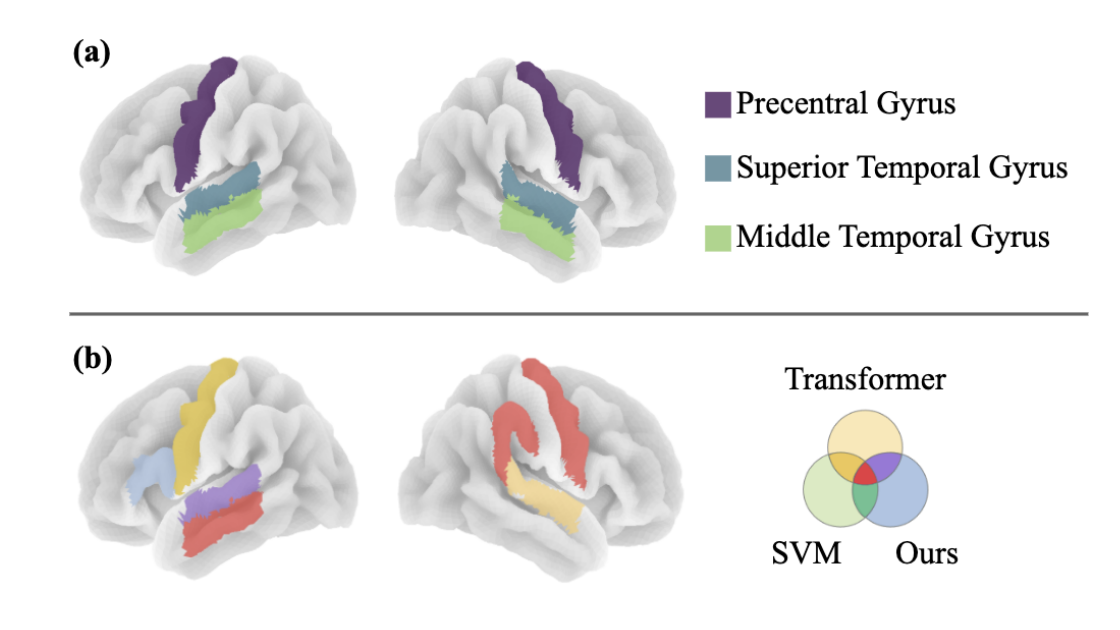 (a)
Precentral Gyrus
Superior Temporal Gyrus
Middle Temporal Gyrus
(b)
Transformer
SVM Ours